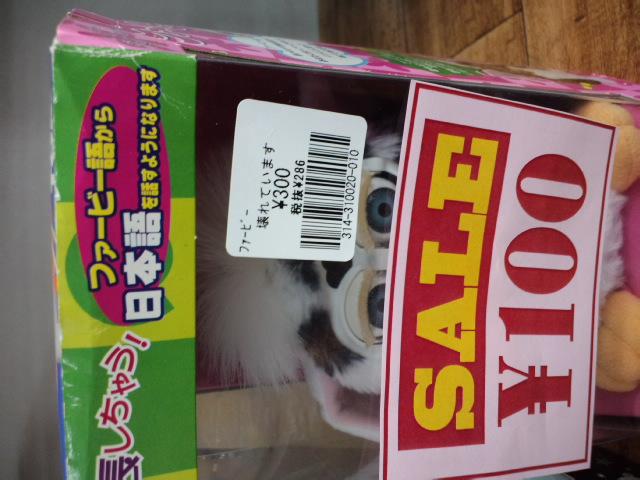 ファービー語から
日本語
を話すようになります
長しちゃう!
ファービー
壊れています
¥300
税抜¥286
314-310020-010
SALE
¥100